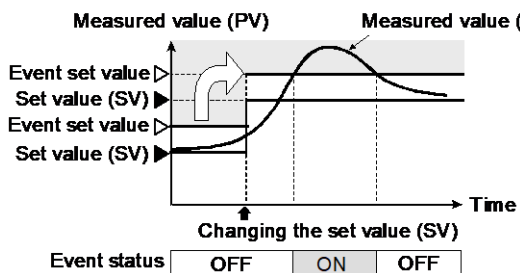 Measured value (PV)
Measured value (
Event set value
Set value (SV)
Event set value
Set value (SV)
Time
Changing the set value (SV)
Event status OFF ON OFF